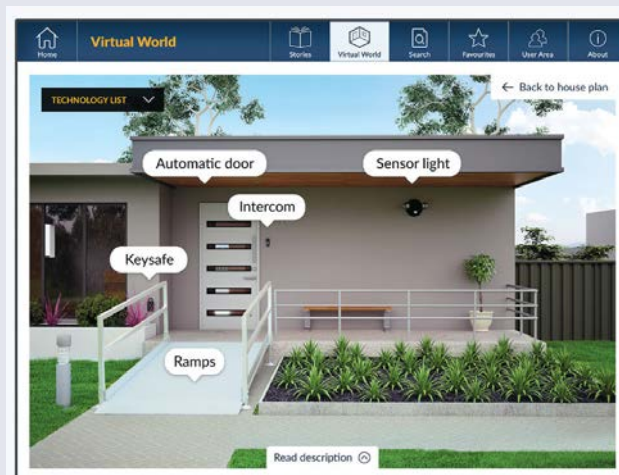 Virtual World
Home
Stories
Virtual World
Search
Favourites
User Area
About
TECHNOLOGY LIST
← Back to house plan
Automatic door
Sensor light
Intercom
Keysafe
Ramps
Read description